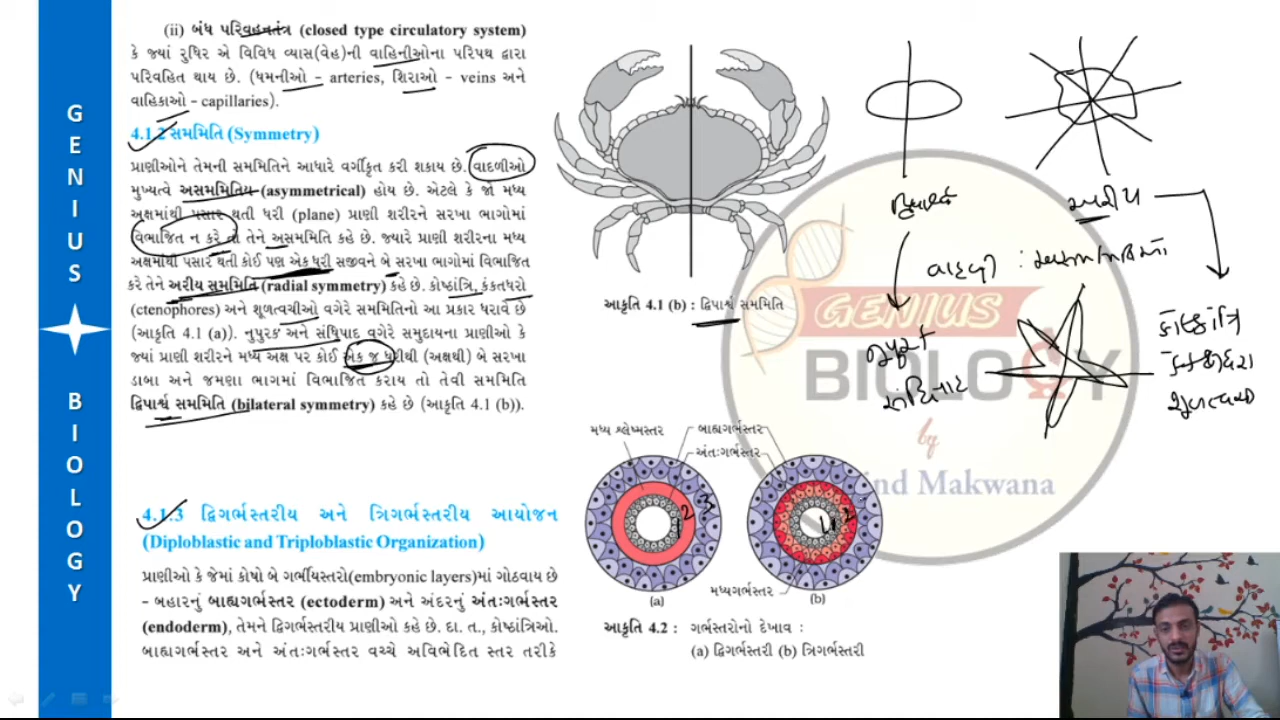 GENIUS BIOLOGY
(ii) બંધ પરિવહનતંત્ર (closed type circulatory system)
કે જ્યાં રુધિર એ વિવિધ વ્યાસ(વેહ)ની વાહિનીઓના પરિપથ દ્વારા
પરિવહિત થાય છે. (ધમનીઓ – arteries, શિરાઓ – veins અને
વાહિકાઓ – capillaries).
4.1.2 સમમિતિ (Symmetry)
પ્રાણીઓને તેમની સમમિતિને આધારે વર્ગીકૃત કરી શકાય છે. વાદળીઓ
મુખ્યત્વે અસમમિતિય (asymmetrical) હોય છે. એટલે કે જો મધ્ય
અક્ષમાંથી પસાર થતી ધરી (plane) પ્રાણી શરીરને સરખા ભાગોમાં
વિભાજિત ન કરે તો તેને અસમમિતિ કહે છે. જ્યારે પ્રાણી શરીરના મધ્ય
અક્ષમાંથી પસાર થતી કોઈ પણ એક ધરી સજીવને બે સરખા ભાગોમાં વિભાજિત
કરે તેને અરીય સમમિતિ (radial symmetry) કહે છે. કોષ્ઠાંત્રિ, કંકતધરો
(ctenophores) અને શૂળત્વચીઓ વગેરે સમમિતિનો આ પ્રકાર ધરાવે છે
(આકૃતિ 4.1 (a)). નુપુરક અને સંધિપાદ વગેરે સમુદાયના પ્રાણીઓ કે
જ્યાં પ્રાણી શરીરને મધ્ય અક્ષ પર કોઈ એક જ ધરીથી (અક્ષથી) બે સરખા
ડાબા અને જમણા ભાગમાં વિભાજિત કરાય તો તેવી સમમિતિ
દ્વિપાર્શ્વ સમમિતિ (bilateral symmetry) કહે છે (આકૃતિ 4.1 (b)).
4.1.3 દ્વિગર્ભસ્તરીય અને ત્રિગર્ભસ્તરીય આયોજન
(Diploblastic and Triploblastic Organization)
પ્રાણીઓ કે જેમાં કોષો બે ગર્ભીયસ્તરો(embryonic layers)માં ગોઠવાય છે
– બહારનું બાહ્યગર્ભસ્તર (ectoderm) અને અંદરનું અંતઃગર્ભસ્તર
(endoderm), તેમને દ્વિગર્ભસ્તરીય પ્રાણીઓ કહે છે. દા. ત., કોષ્ઠાંત્રિઓ.
બાહ્યગર્ભસ્તર અને અંતઃગર્ભસ્તર વચ્ચે અવિભેદિત સ્તર તરીકે
આકૃતિ 4.1 (b) : દ્વિપાર્શ્વ સમમિતિ
અરીય
મધ્ય શ્લેષ્મસ્તર
બાહ્યગર્ભસ્તર
અંતઃગર્ભસ્તર
1 2 3
મધ્યગર્ભસ્તર
(a)
(b)
આકૃતિ 4.2 : ગર્ભસ્તરોનો દેખાવ :
(a) દ્વિગર્ભસ્તરી (b) ત્રિગર્ભસ્તરી
GENIUS
BIOLOGY
by
ind Makwana